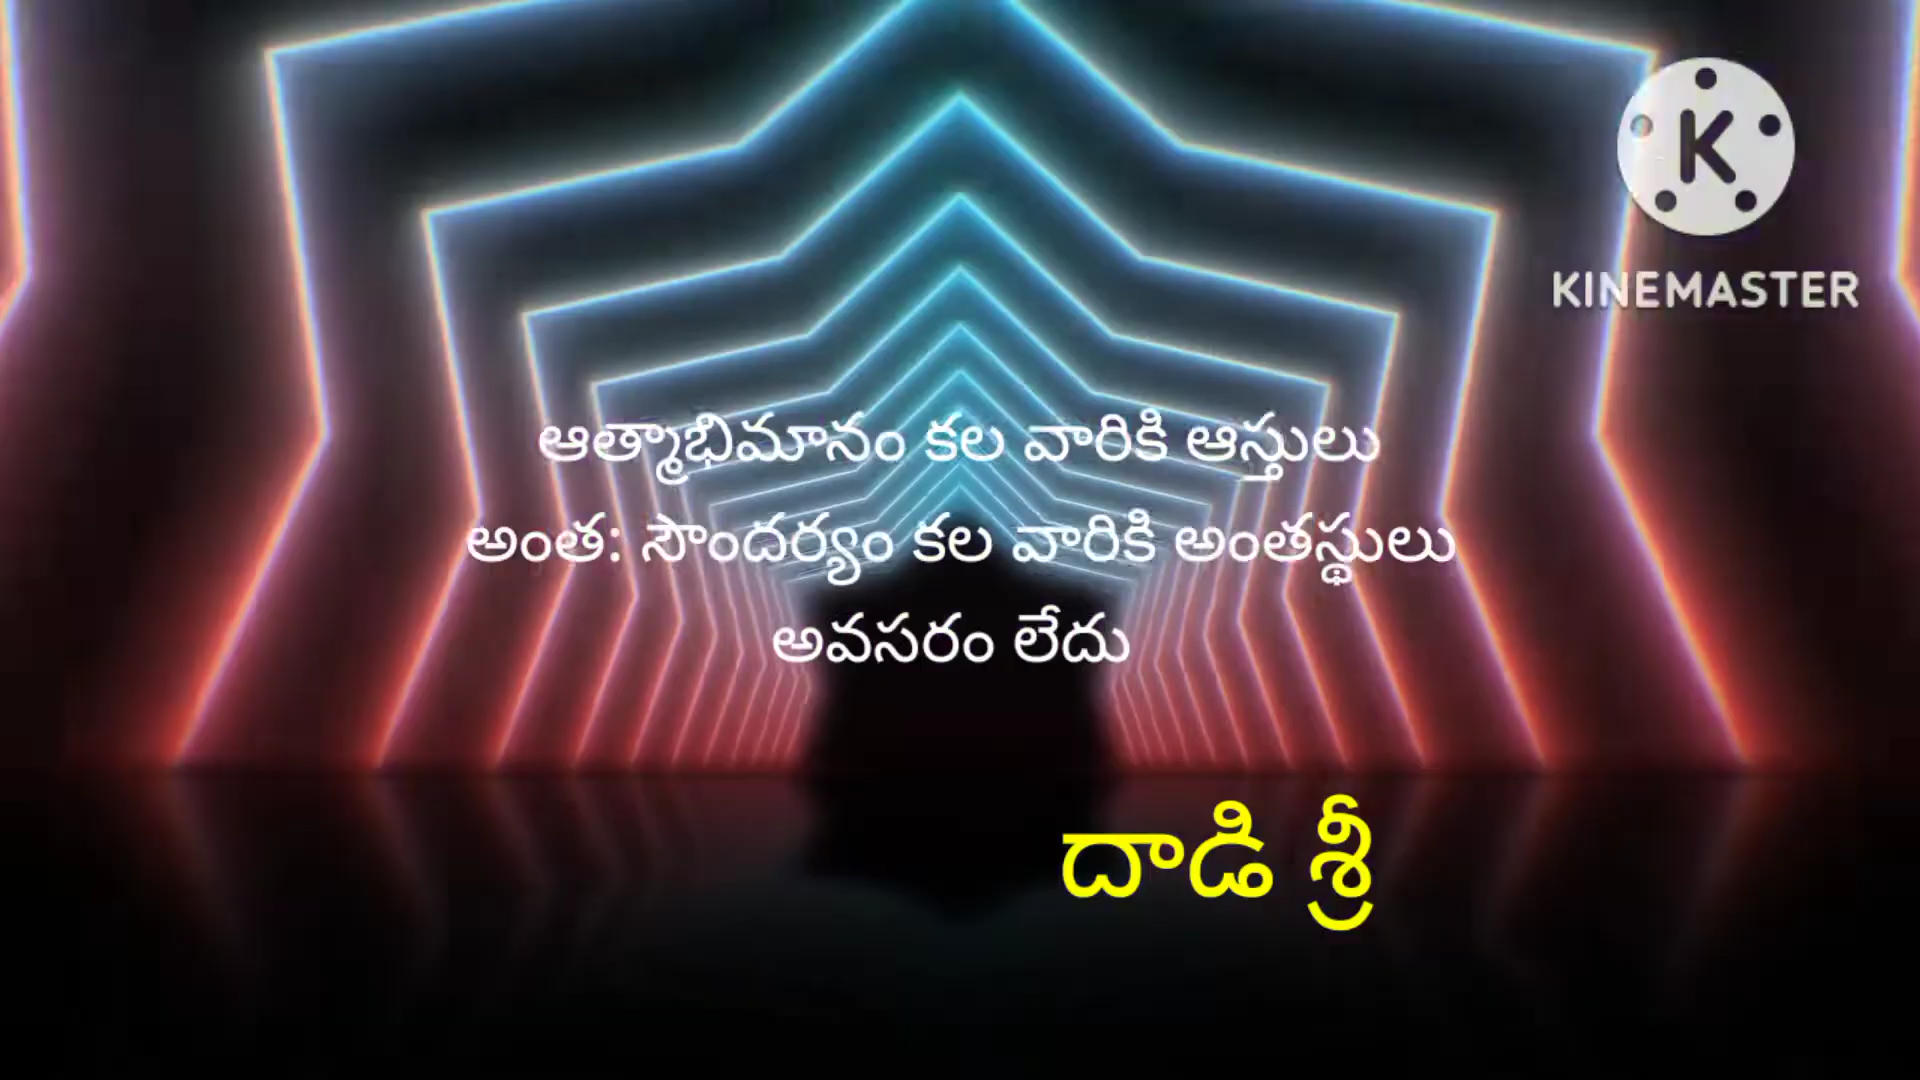 KINEMASTER
ఆత్మాభిమానం కల వారికి ఆస్తులు
అంత: సౌందర్యం కల వారికి అంతస్థులు
అవసరం లేదు
దాడి శ్రీ